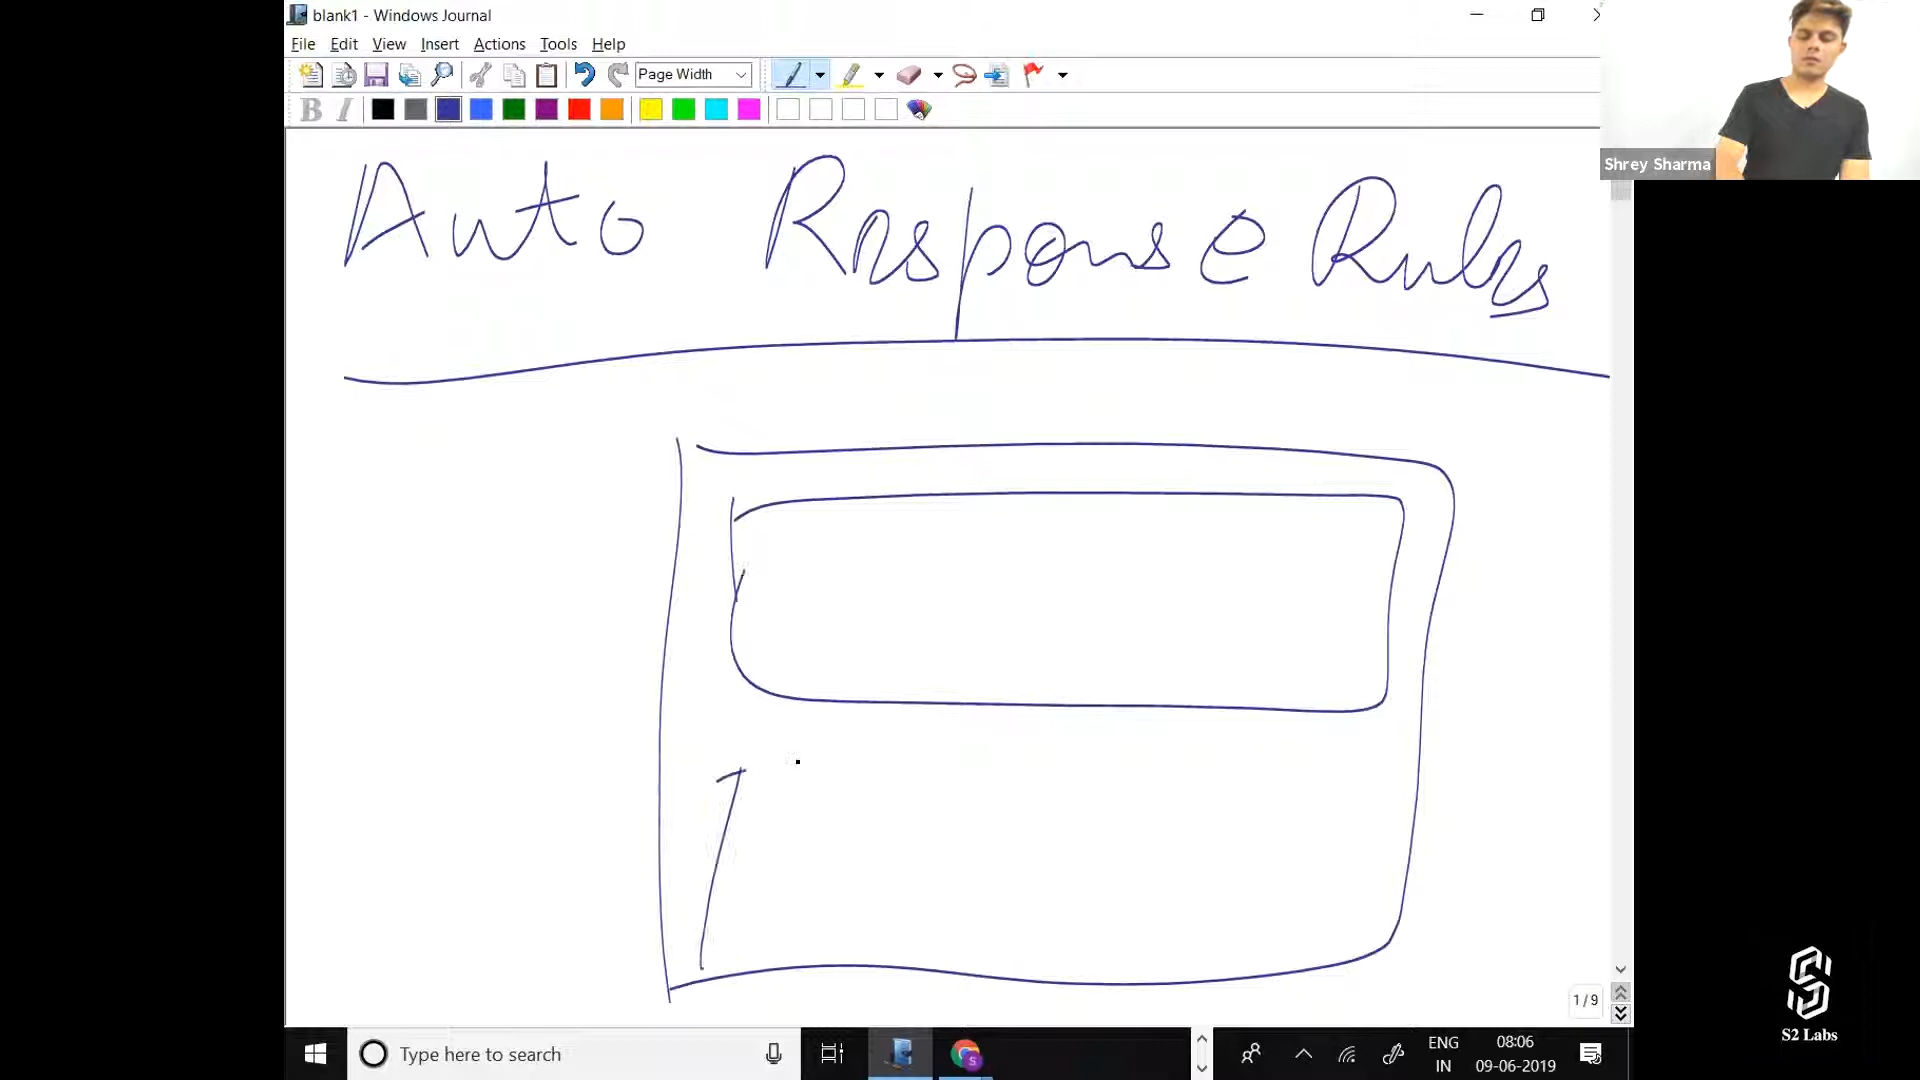 blank1 - Windows Journal
File Edit View Insert Actions Tools Help
Page Width
B I
Shrey Sharma
Auto Response Rules
1 / 9
Type here to search
ENG
IN
08:06
09-06-2019
S2 Labs